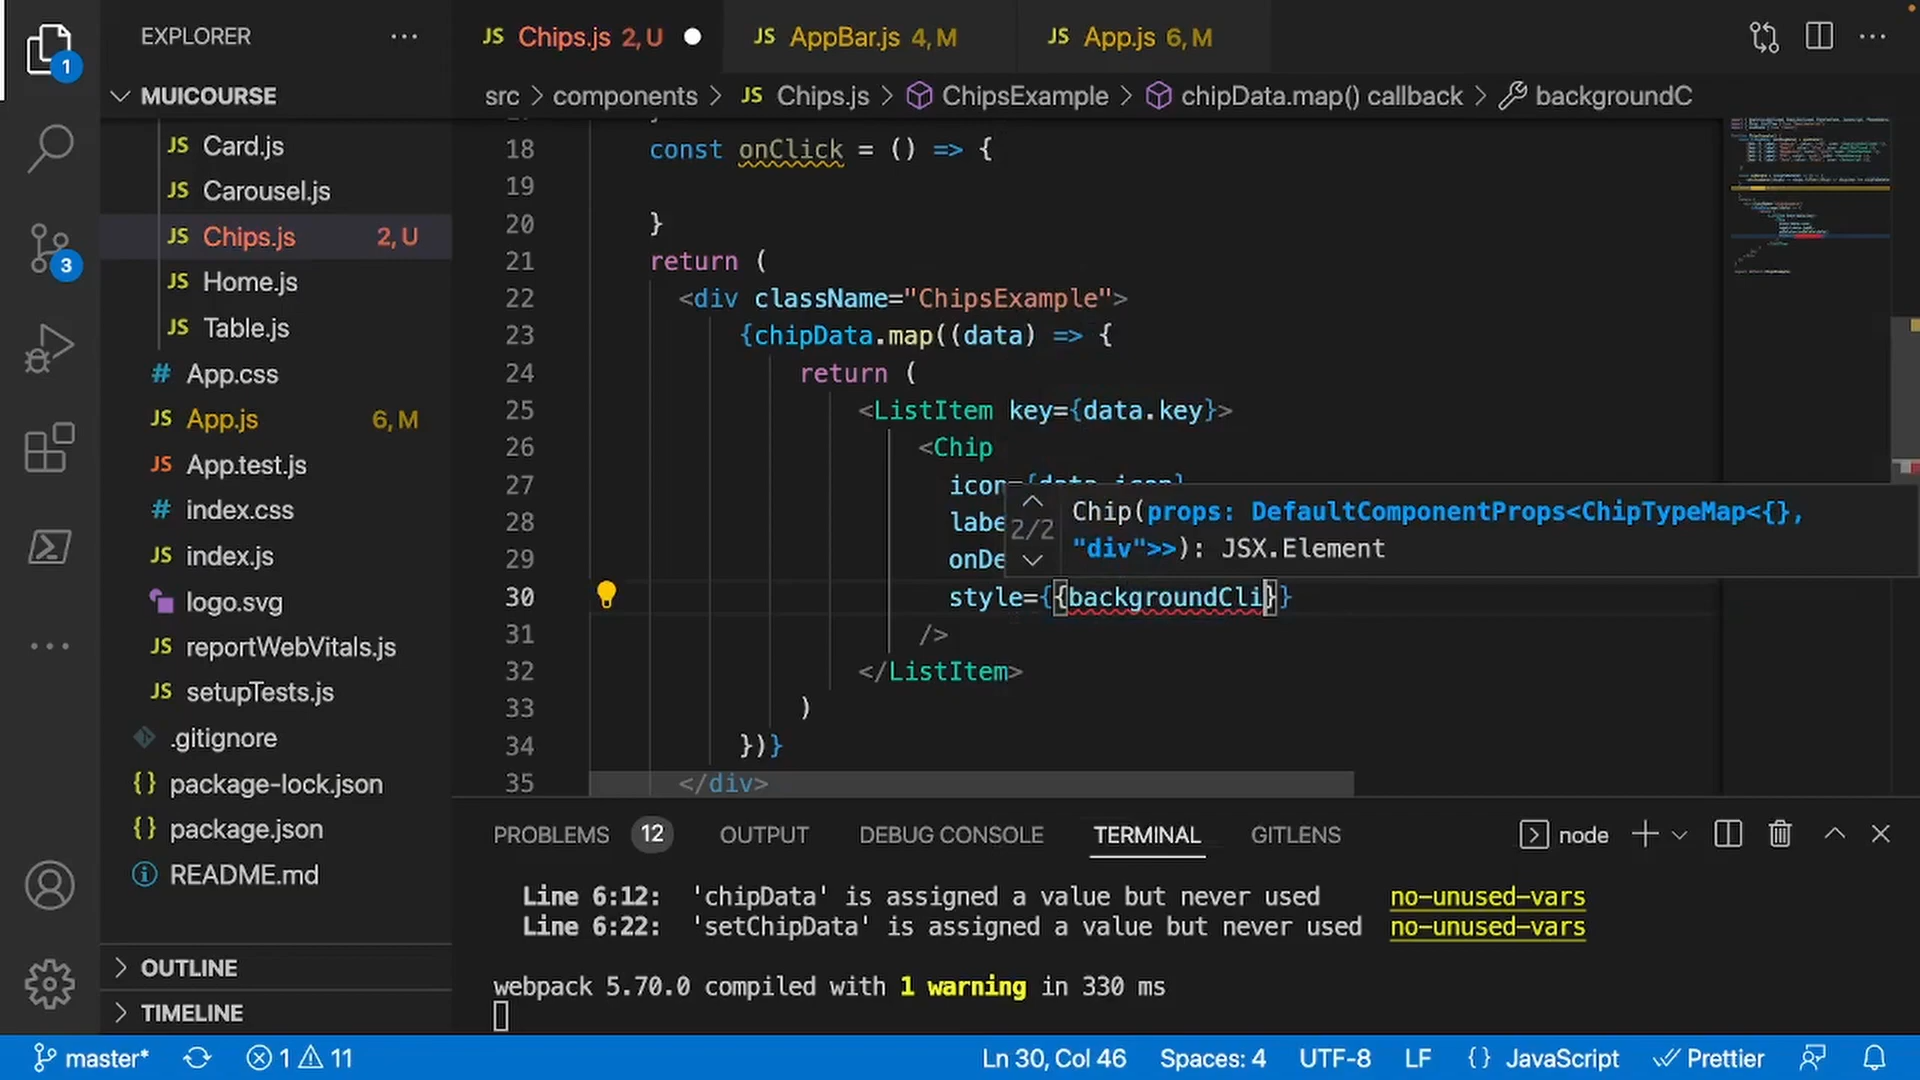 EXPLORER
JS Chips.js 2, U
JS AppBar.js 4, M
JS App.js 6, M
1
MUICOURSE
src > components > JS Chips.js > ChipsExample > chipData.map() callback > backgroundC
JS Card.js
JS Carousel.js
JS Chips.js 2, U
JS Home.js
JS Table.js
# App.css
JS App.js 6, M
JS App.test.js
# index.css
JS index.js
logo.svg
JS reportWebVitals.js
JS setupTests.js
.gitignore
{} package-lock.json
{} package.json
README.md
OUTLINE
TIMELINE
3
18 const onClick = () => {
19
20 }
21 return (
22 <div className="ChipsExample">
23 {chipData.map((data) => {
24 return (
25 <ListItem key={data.key}>
26 <Chip
27 icon={data.icon}
28 labe
29 onDe
30 style={{backgroundCli}}
31 />
32 </ListItem>
33 )
34 })}
35 </div>
2/2 Chip(props: DefaultComponentProps<ChipTypeMap<{},
"div">>): JSX.Element
PROBLEMS 12 OUTPUT DEBUG CONSOLE TERMINAL GITLENS node
Line 6:12: 'chipData' is assigned a value but never used no-unused-vars
Line 6:22: 'setChipData' is assigned a value but never used no-unused-vars
webpack 5.70.0 compiled with 1 warning in 330 ms
master* 1 11 Ln 30, Col 46 Spaces: 4 UTF-8 LF {} JavaScript Prettier